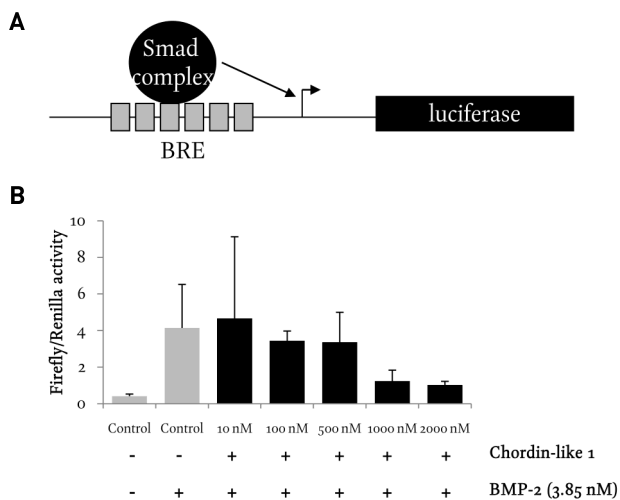 A
Smad
complex
luciferase
BRE
B
Firefly/Renilla activity
10
8
6
4
2
0
Control Control 10 nM 100 nM 500 nM 1000 nM 2000 nM
- - + + + + + Chordin-like 1
- + + + + + + BMP-2 (3.85 nM)